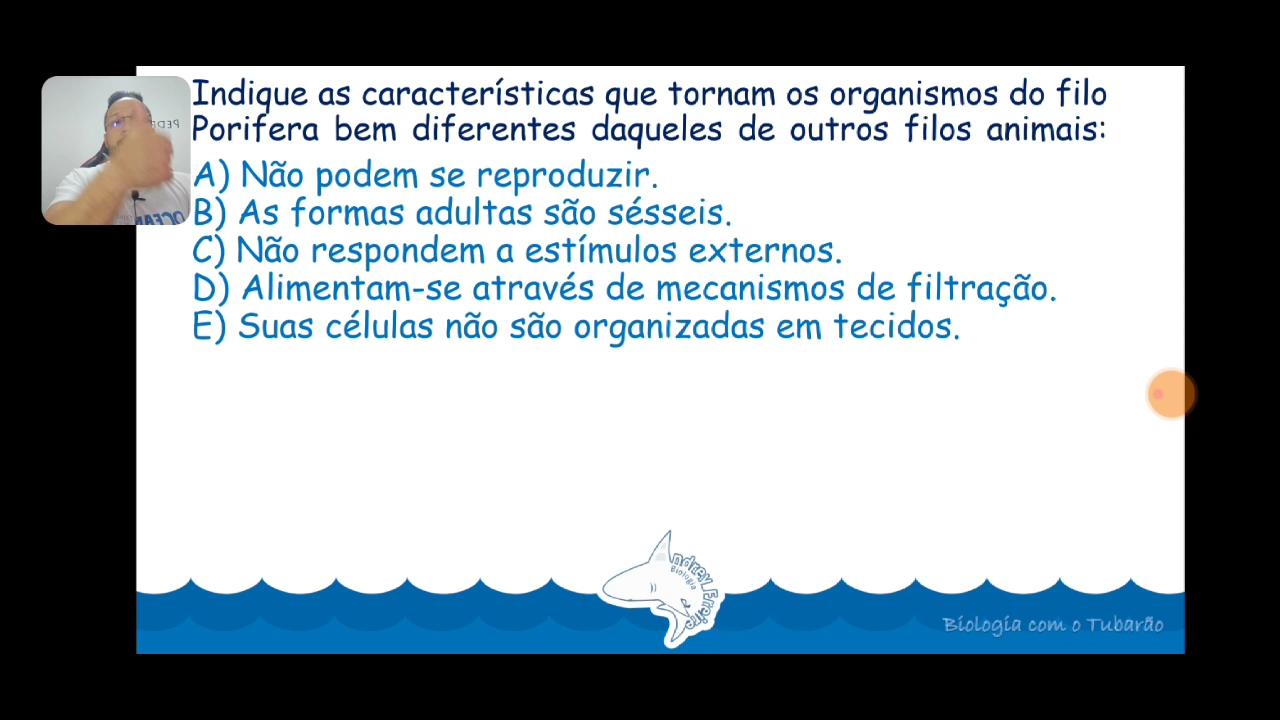 Indique as características que tornam os organismos do filo
Porifera bem diferentes daqueles de outros filos animais:
A) Não podem se reproduzir.
B) As formas adultas são sésseis.
C) Não respondem a estímulos externos.
D) Alimentam-se através de mecanismos de filtração.
E) Suas células não são organizadas em tecidos.
Biologia
Biologia com o Tubarão